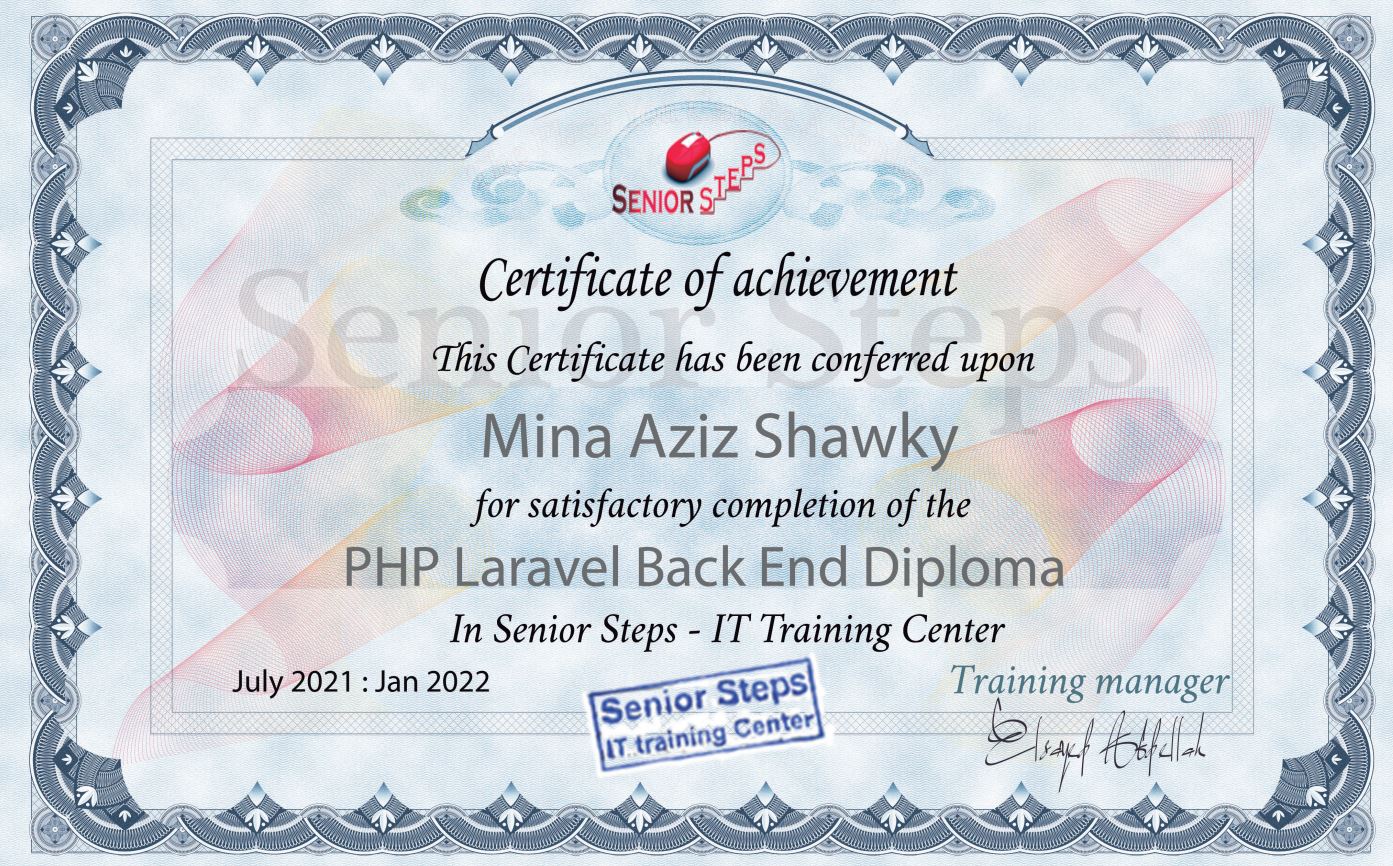 SENIOR STEPS
Certificate of achievement
Senior Steps
This Certificate has been conferred upon
Mina Aziz Shawky
for satisfactory completion of the
PHP Laravel Back End Diploma
In Senior Steps - IT Training Center
July 2021 : Jan 2022
Senior Steps
IT training Center
Training manager